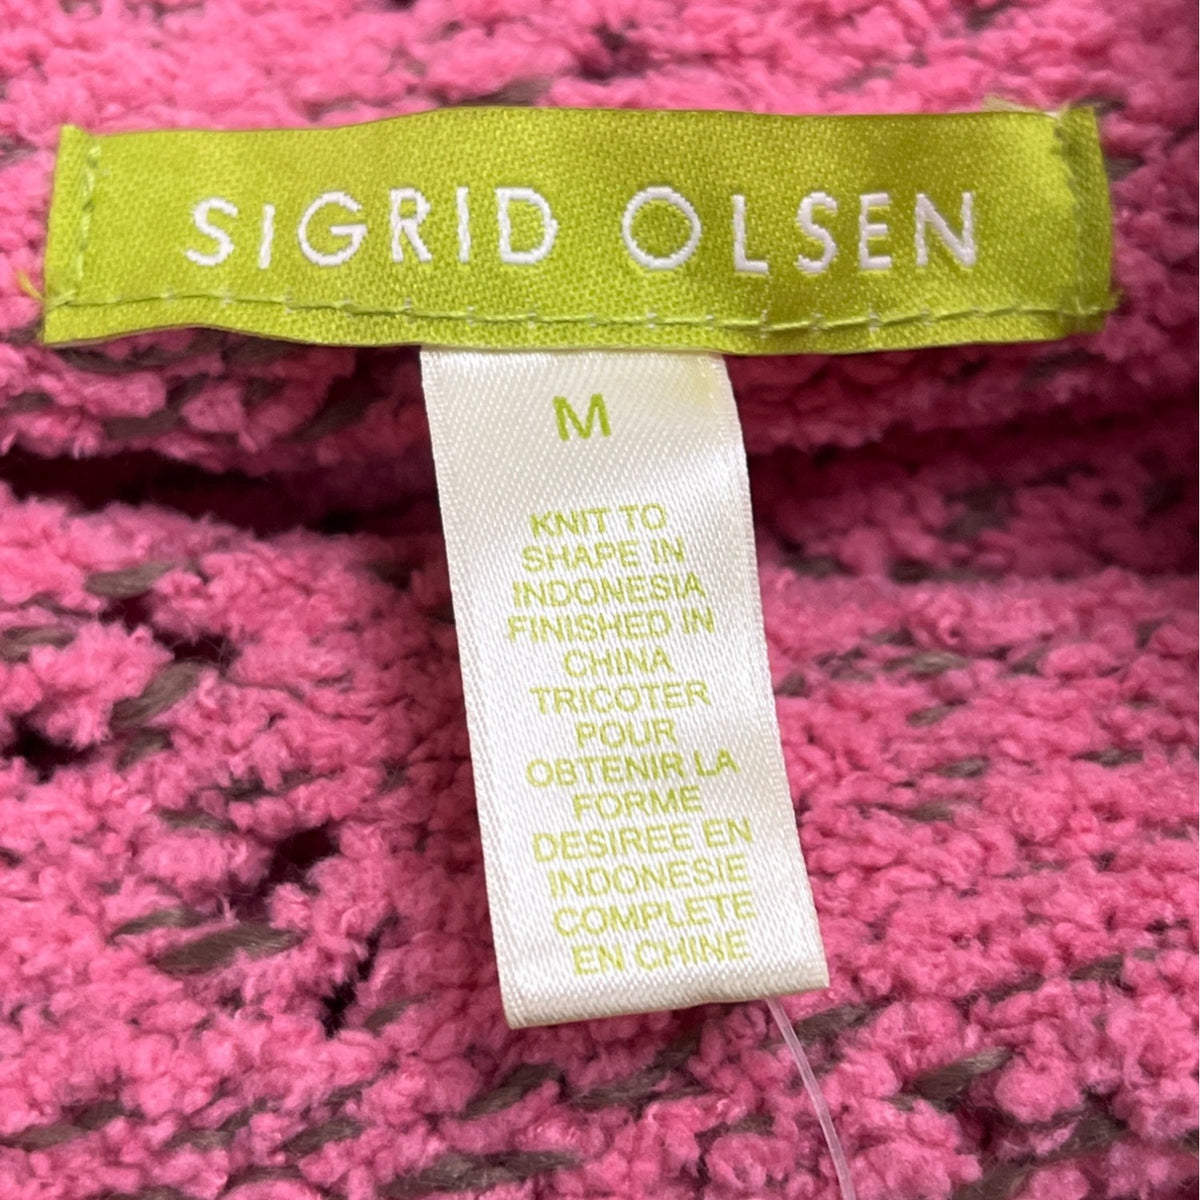 SIGRID OLSEN
M
KNIT TO
SHAPE IN
INDONESIA
FINISHED IN
CHINA
TRICOTER
POUR
OBTENIR LA
FORME
DESIREE EN
INDONESIE
COMPLETE
EN CHINE